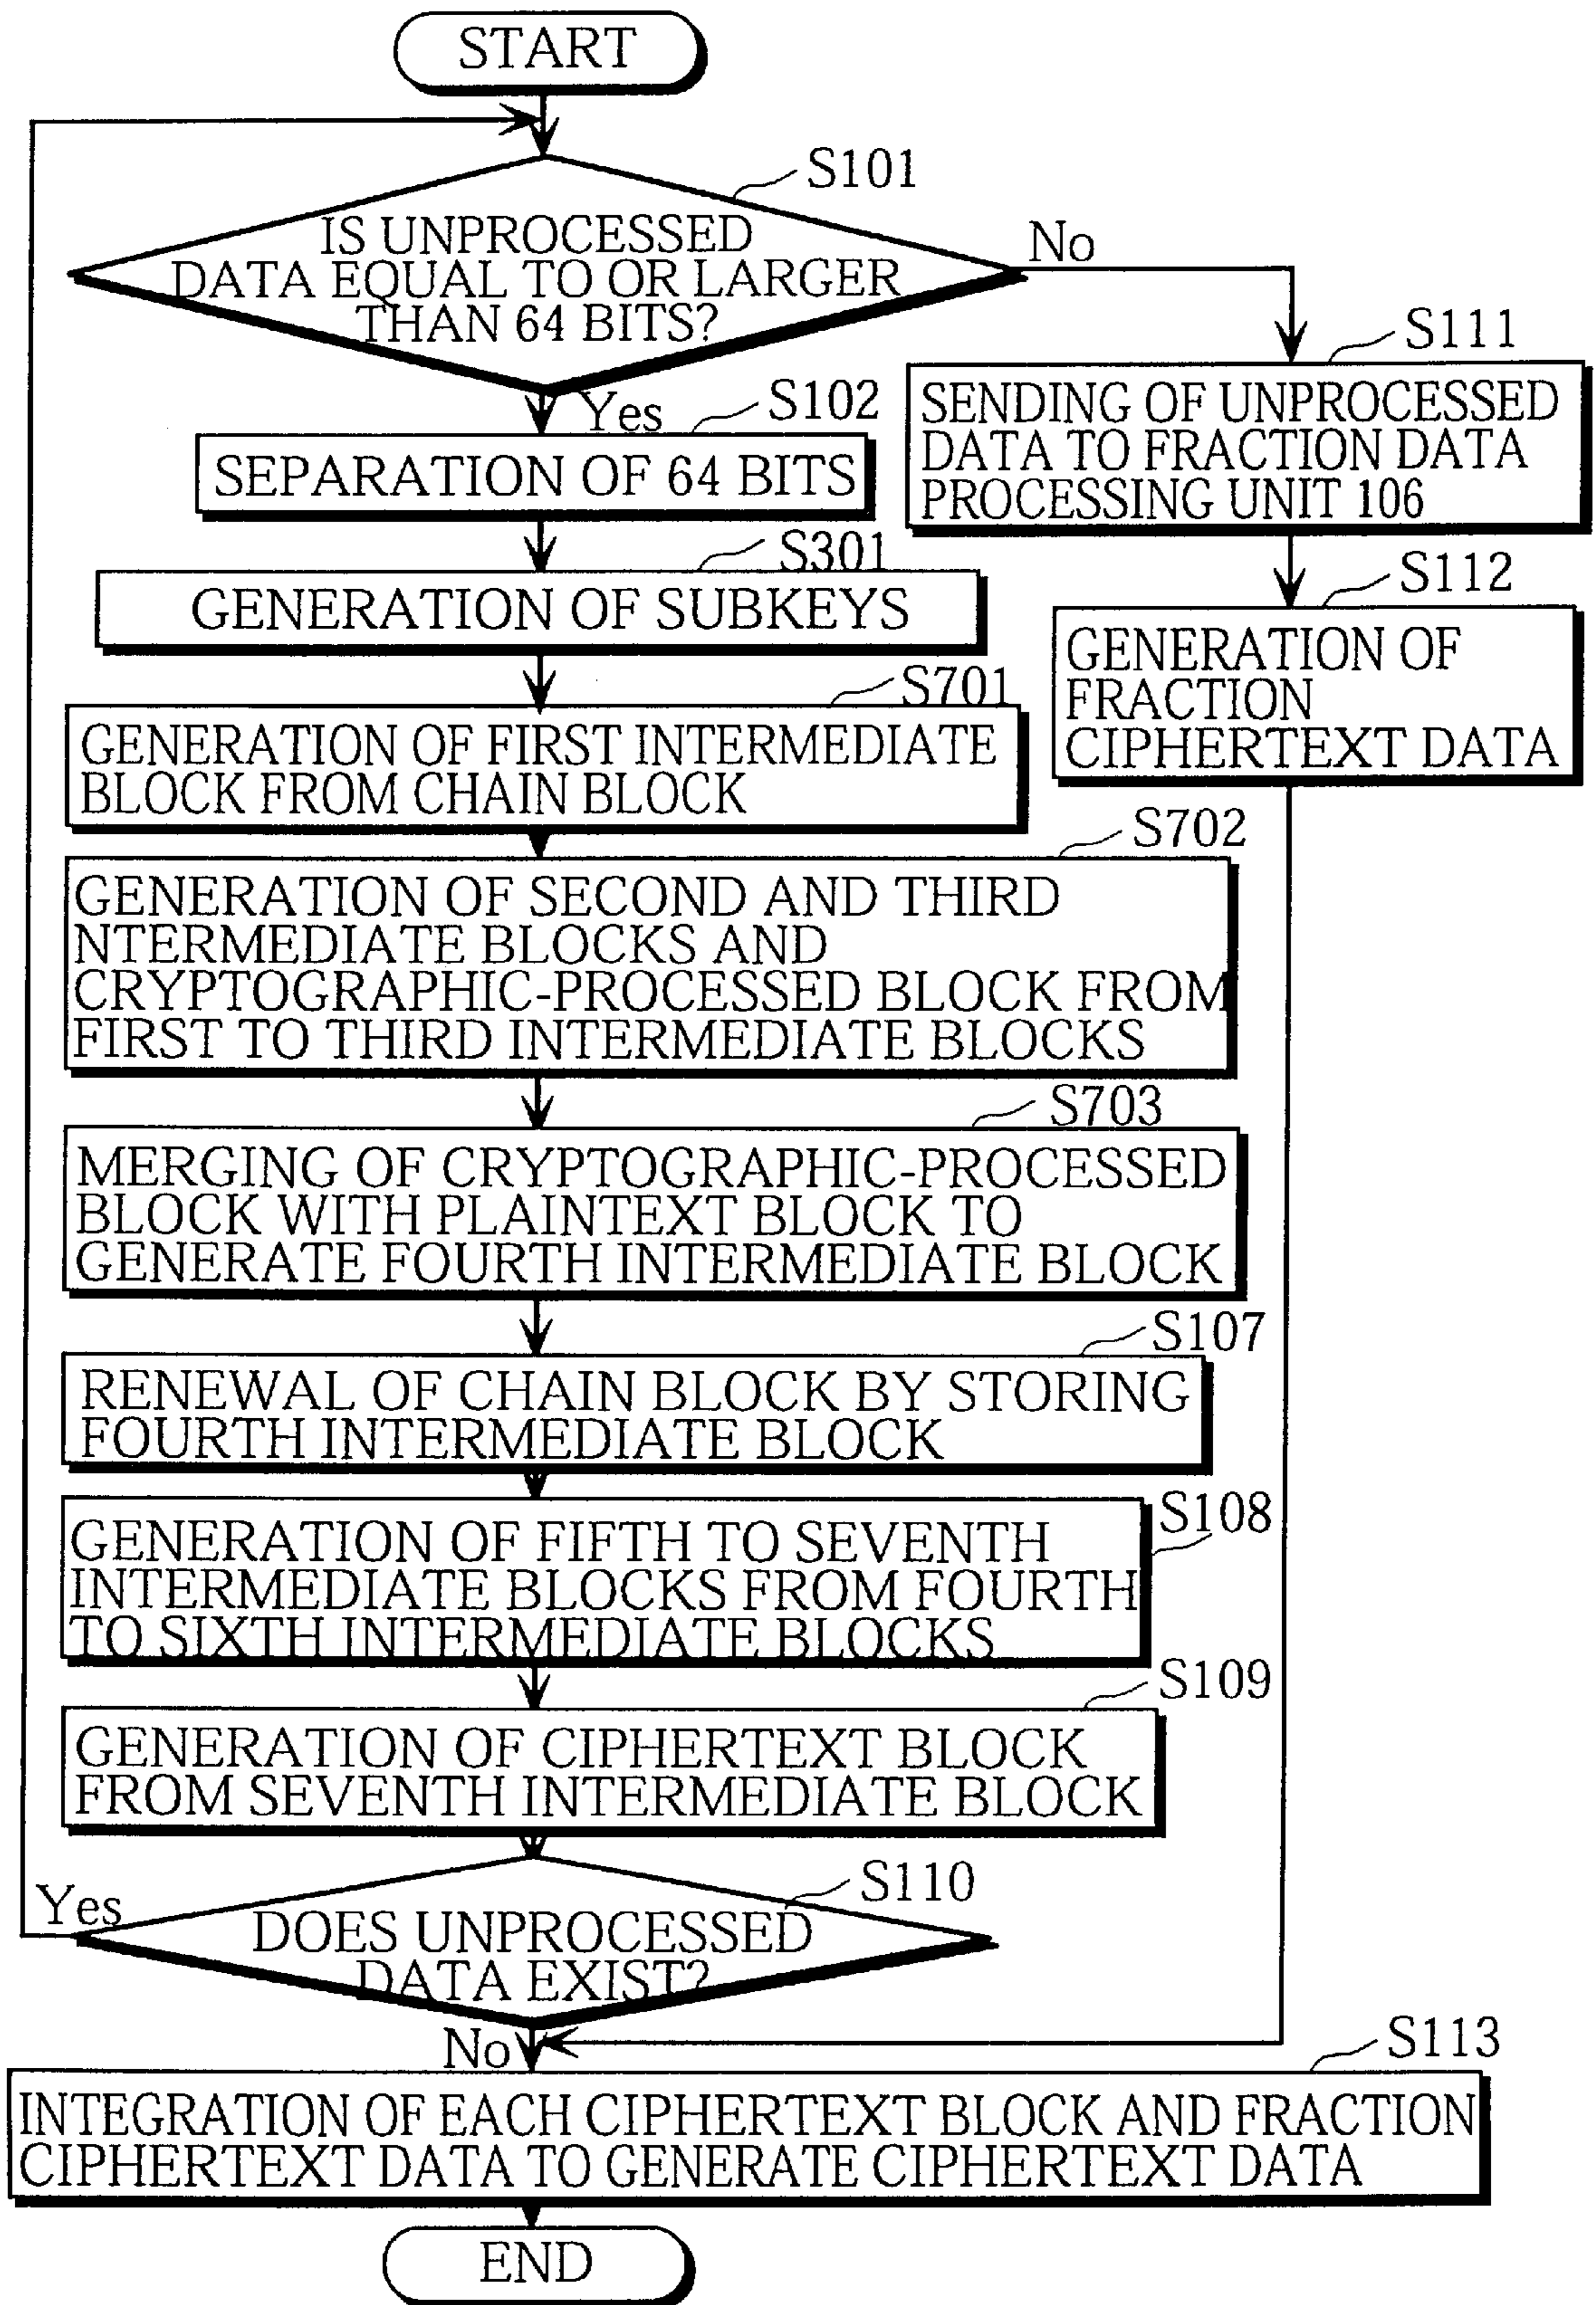 START
S101
IS UNPROCESSED
DATA EQUAL TO OR LARGER
THAN 64 BITS?
No
Yes
S102
SEPARATION OF 64 BITS
S301
GENERATION OF SUBKEYS
S701
GENERATION OF FIRST INTERMEDIATE
BLOCK FROM CHAIN BLOCK
S702
GENERATION OF SECOND AND THIRD
NTERMEDIATE BLOCKS AND
CRYPTOGRAPHIC-PROCESSED BLOCK FROM
FIRST TO THIRD INTERMEDIATE BLOCKS
S703
MERGING OF CRYPTOGRAPHIC-PROCESSED
BLOCK WITH PLAINTEXT BLOCK TO
GENERATE FOURTH INTERMEDIATE BLOCK
S107
RENEWAL OF CHAIN BLOCK BY STORING
FOURTH INTERMEDIATE BLOCK
S108
GENERATION OF FIFTH TO SEVENTH
INTERMEDIATE BLOCKS FROM FOURTH
TO SIXTH INTERMEDIATE BLOCKS
S109
GENERATION OF CIPHERTEXT BLOCK
FROM SEVENTH INTERMEDIATE BLOCK
S110
Yes
DOES UNPROCESSED
DATA EXIST?
No
S111
SENDING OF UNPROCESSED
DATA TO FRACTION DATA
PROCESSING UNIT 106
S112
GENERATION OF
FRACTION
CIPHERTEXT DATA
S113
INTEGRATION OF EACH CIPHERTEXT BLOCK AND FRACTION
CIPHERTEXT DATA TO GENERATE CIPHERTEXT DATA
END